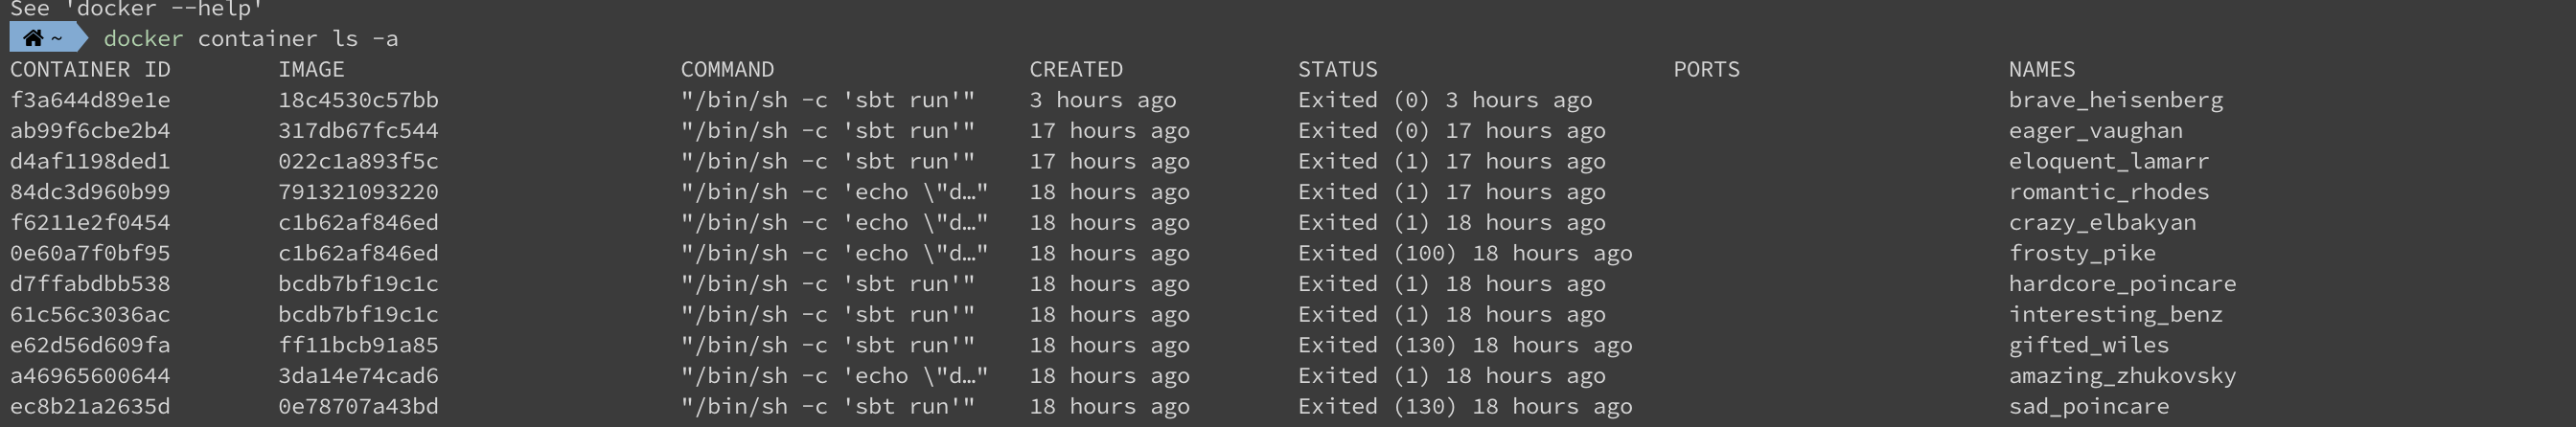 See 'docker --help'
~ docker container ls -a
CONTAINER ID IMAGE COMMAND CREATED STATUS PORTS NAMES
f3a644d89e1e 18c4530c57bb "/bin/sh -c 'sbt run'" 3 hours ago Exited (0) 3 hours ago brave_heisenberg
ab99f6cbe2b4 317db67fc544 "/bin/sh -c 'sbt run'" 17 hours ago Exited (0) 17 hours ago eager_vaughan
d4af1198ded1 022c1a893f5c "/bin/sh -c 'sbt run'" 17 hours ago Exited (1) 17 hours ago eloquent_lamarr
84dc3d960b99 791321093220 "/bin/sh -c 'echo \"d…" 18 hours ago Exited (1) 17 hours ago romantic_rhodes
f6211e2f0454 c1b62af846ed "/bin/sh -c 'echo \"d…" 18 hours ago Exited (1) 18 hours ago crazy_elbakyan
0e60a7f0bf95 c1b62af846ed "/bin/sh -c 'echo \"d…" 18 hours ago Exited (100) 18 hours ago frosty_pike
d7ffabdbb538 bcdb7bf19c1c "/bin/sh -c 'sbt run'" 18 hours ago Exited (1) 18 hours ago hardcore_poincare
61c56c3036ac bcdb7bf19c1c "/bin/sh -c 'sbt run'" 18 hours ago Exited (1) 18 hours ago interesting_benz
e62d56d609fa ff11bcb91a85 "/bin/sh -c 'sbt run'" 18 hours ago Exited (130) 18 hours ago gifted_wiles
a46965600644 3da14e74cad6 "/bin/sh -c 'echo \"d…" 18 hours ago Exited (1) 18 hours ago amazing_zhukovsky
ec8b21a2635d 0e78707a43bd "/bin/sh -c 'sbt run'" 18 hours ago Exited (130) 18 hours ago sad_poincare